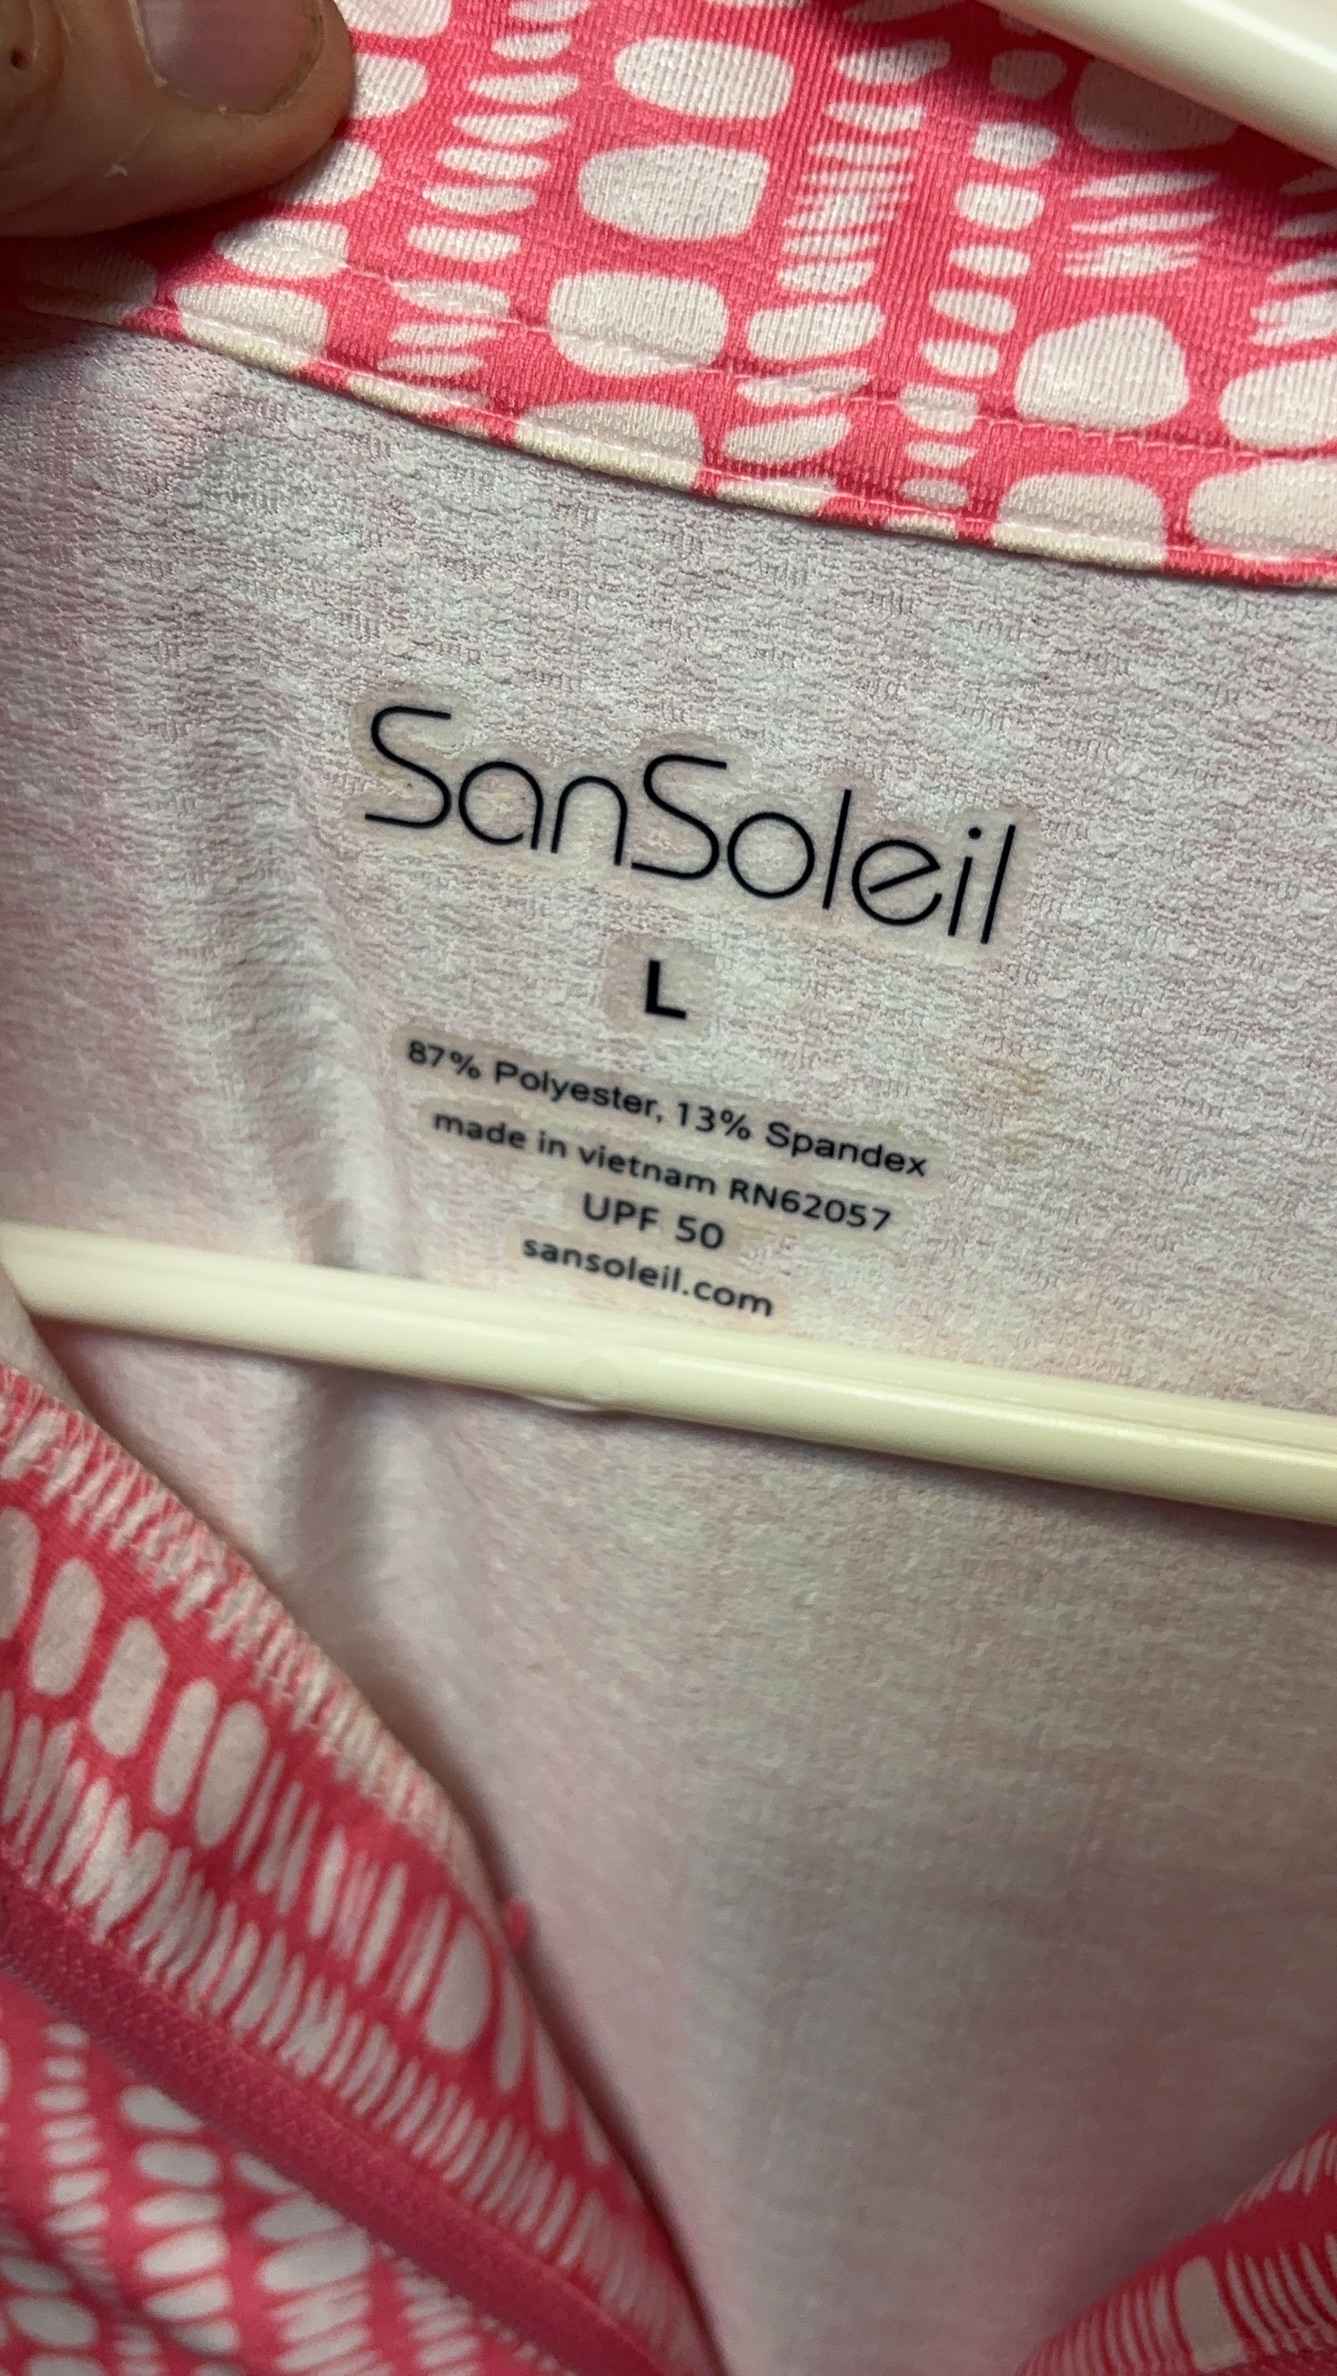 SanSoleil
L
87% Polyester, 13% Spandex
made in vietnam RN62057
UPF 50
sansoleil.com